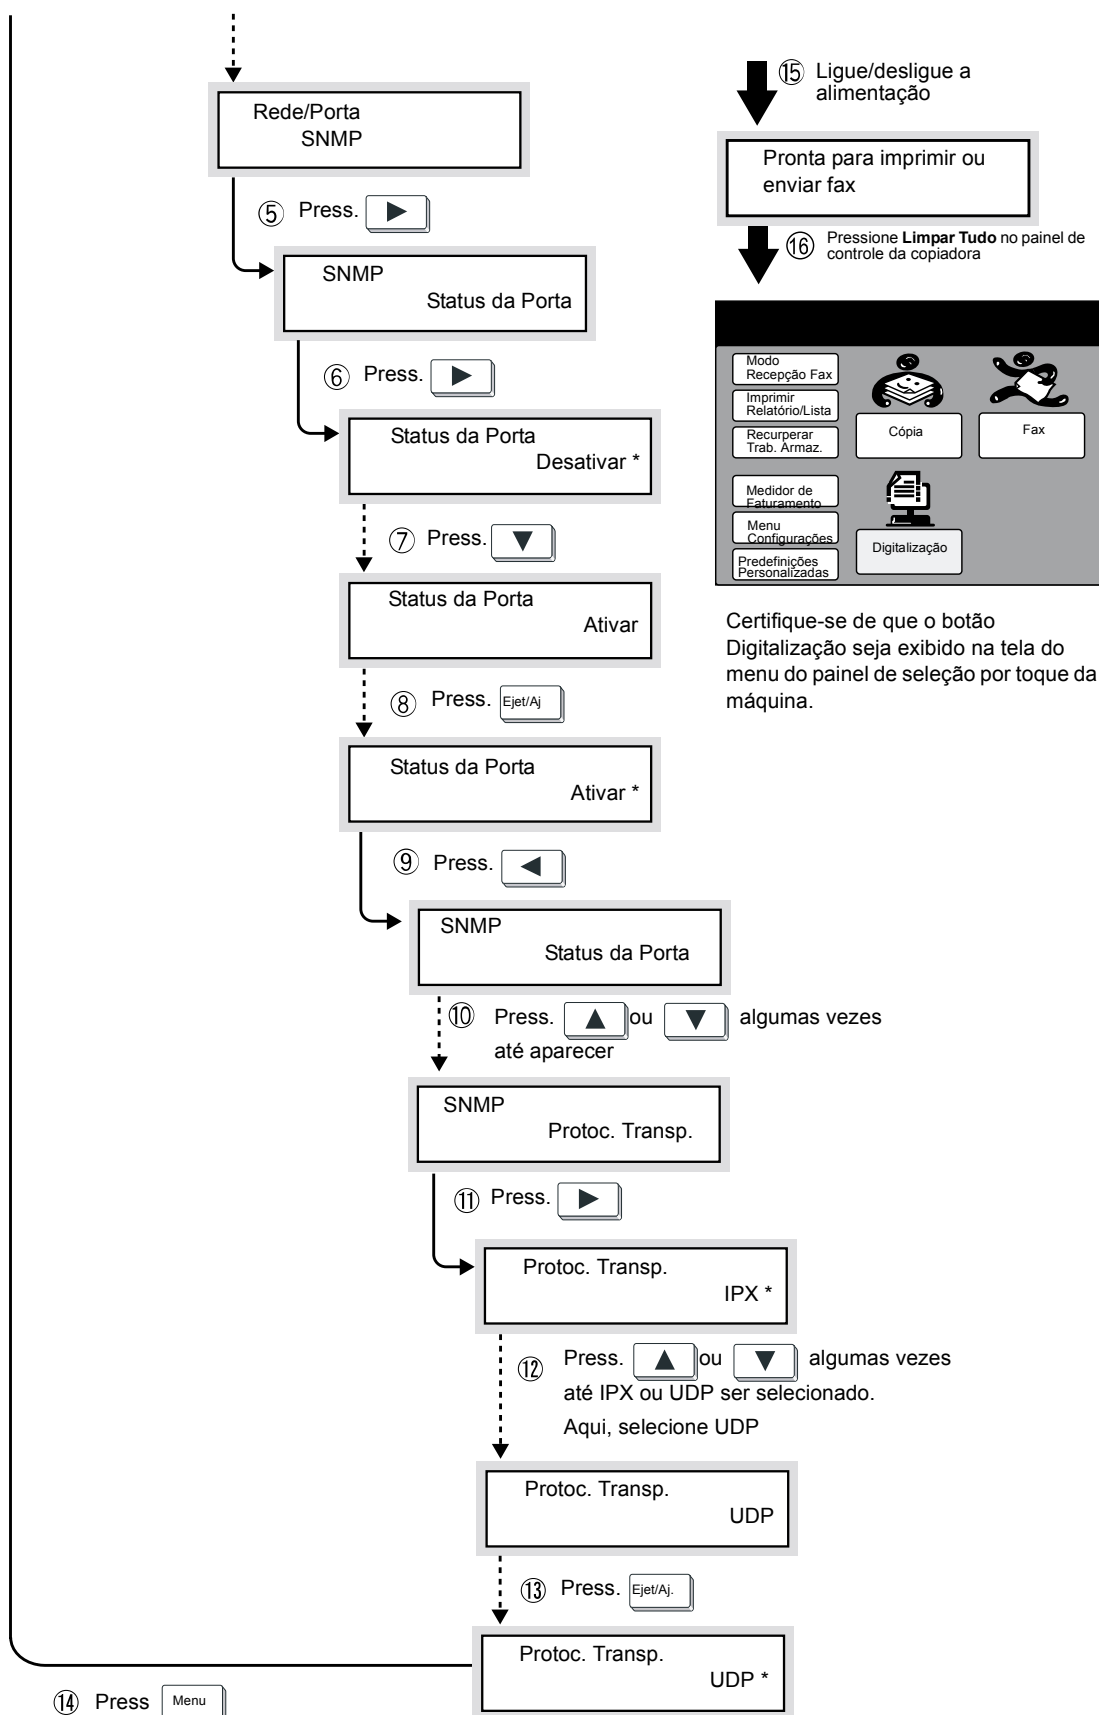 Rede/Porta
SNMP
⑤ Press.
SNMP
Status da Porta
⑥ Press.
Status da Porta
Desativar *
⑦ Press.
Status da Porta
Ativar
⑧ Press. Ejet/Aj
Status da Porta
Ativar *
⑨ Press.
SNMP
Status da Porta
⑩ Press. ou algumas vezes
até aparecer
SNMP
Protoc. Transp.
⑪ Press.
Protoc. Transp.
IPX *
⑫ Press. ou algumas vezes
até IPX ou UDP ser selecionado.
Aqui, selecione UDP
Protoc. Transp.
UDP
⑬ Press. Ejet/Aj.
Protoc. Transp.
UDP *
⑭ Press Menu
⑮ Ligue/desligue a
alimentação
Pronta para imprimir ou
enviar fax
⑯ Pressione Limpar Tudo no painel de
controle da copiadora
Modo
Recepção Fax
Imprimir
Relatório/Lista
Recurperar
Trab. Armaz.
Cópia
Fax
Medidor de
Faturamento
Menu
Configurações
Predefinições
Personalizadas
Digitalização
Certifique-se de que o botão
Digitalização seja exibido na tela do
menu do painel de seleção por toque da
máquina.